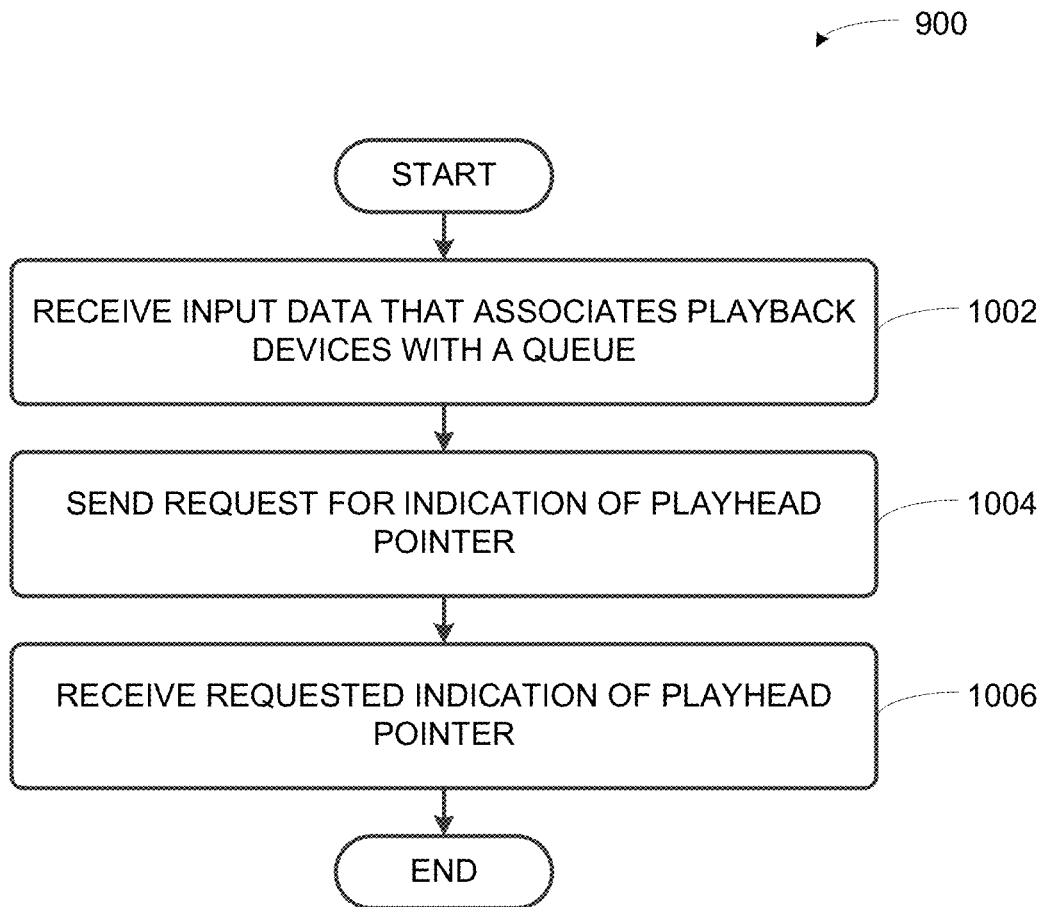 900
START
RECEIVE INPUT DATA THAT ASSOCIATES PLAYBACK
DEVICES WITH A QUEUE
1002
SEND REQUEST FOR INDICATION OF PLAYHEAD
POINTER
1004
RECEIVE REQUESTED INDICATION OF PLAYHEAD
POINTER
1006
END